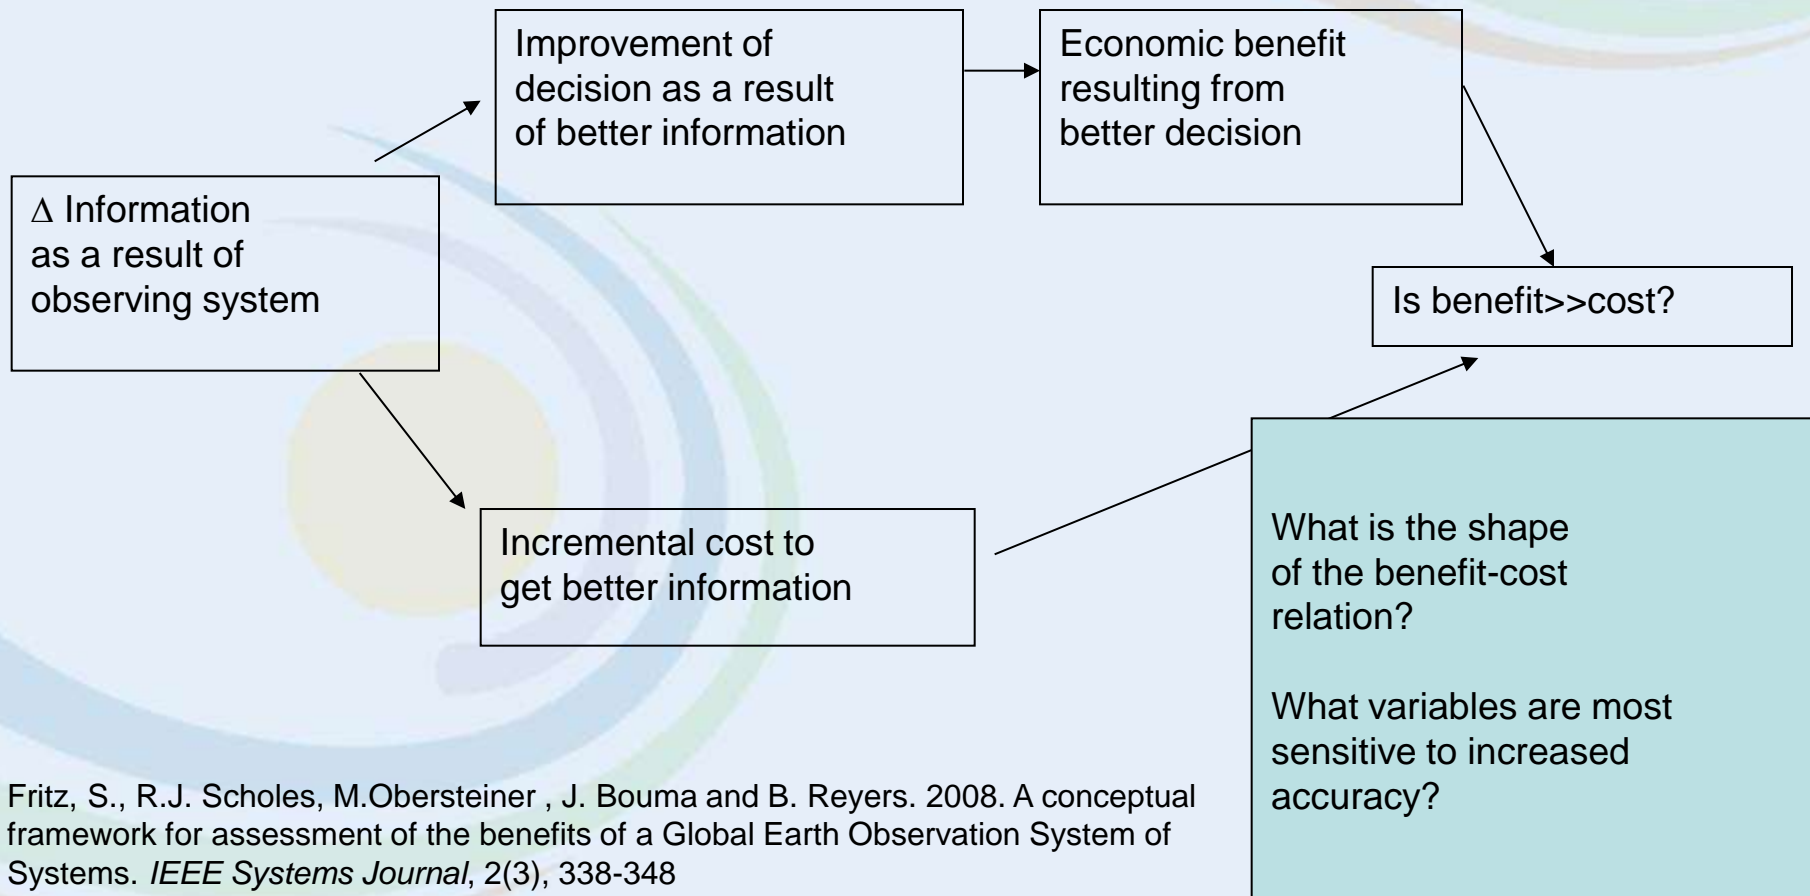 Improvement of
decision as a result
of better information
Economic benefit
resulting from
better decision
Δ Information
as a result of
observing system
Is benefit>>cost?
Incremental cost to
get better information
What is the shape
of the benefit-cost
relation?
What variables are most
sensitive to increased
accuracy?
Fritz, S., R.J. Scholes, M.Obersteiner , J. Bouma and B. Reyers. 2008. A conceptual
framework for assessment of the benefits of a Global Earth Observation System of
Systems. IEEE Systems Journal, 2(3), 338-348